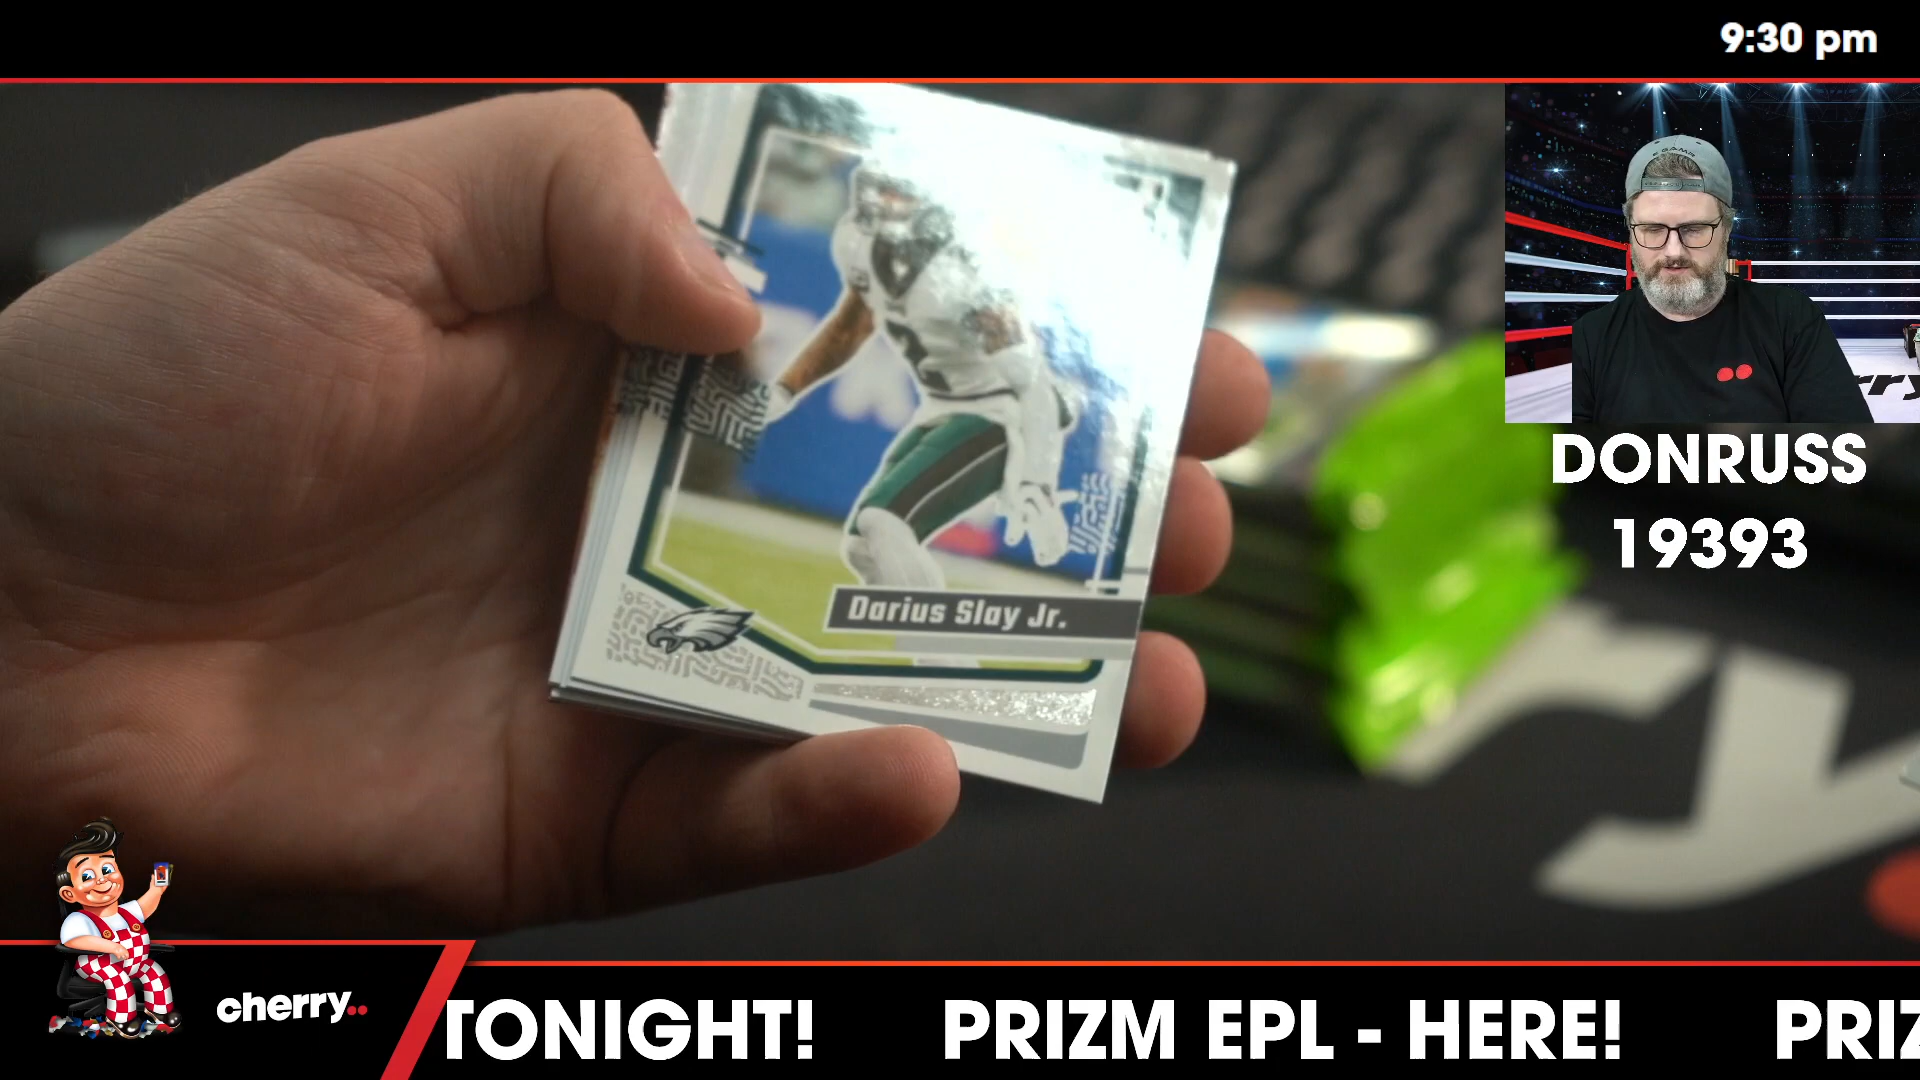 9:30 pm
DONRUSS
19393
Darius Slay Jr.
cherry..
TONIGHT! PRIZM EPL - HERE! PRIZ